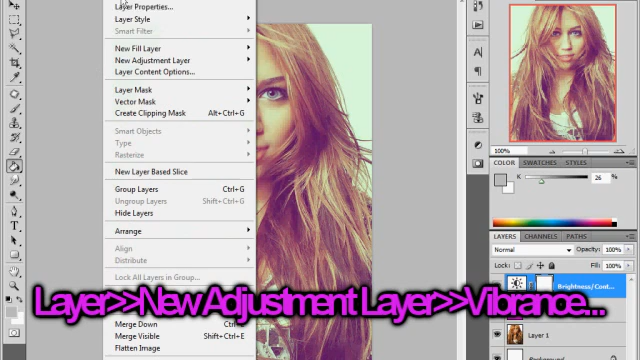 Layer Properties...
Layer Style
Smart Filter
New Fill Layer
New Adjustment Layer
Layer Content Options...
Layer Mask
Vector Mask
Create Clipping Mask Alt+Ctrl+G
Smart Objects
Type
Rasterize
New Layer Based Slice
Group Layers Ctrl+G
Ungroup Layers Shift+Ctrl+G
Hide Layers
Arrange
Align
Distribute
Lock All Layers in Group...
Layer>>New Adjustment Layer>>Vibrance...
Merge Down Ctrl+E
Merge Visible Shift+Ctrl+E
Flatten Image
100%
COLOR SWATCHES STYLES
K 26 %
LAYERS CHANNELS PATHS
Normal Opacity: 100%
Lock: Fill: 100%
Brightness/Cont...
Layer 1
Background